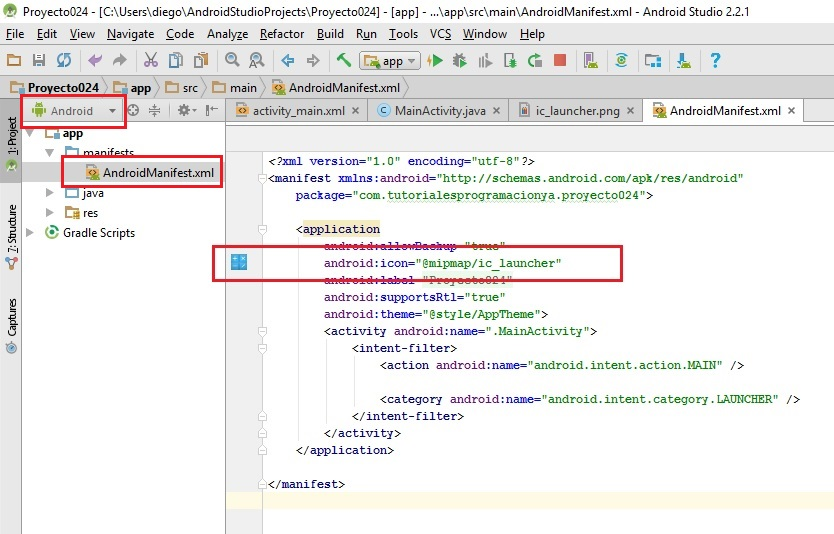 Proyecto024 - [C:\Users\diego\AndroidStudioProjects\Proyecto024] - [app] - ...\app\src\main\AndroidManifest.xml - Android Studio 2.2.1
File Edit View Navigate Code Analyze Refactor Build Run Tools VCS Window Help
app
Proyecto024 app src main AndroidManifest.xml
Android
activity_main.xml MainActivity.java ic_launcher.png AndroidManifest.xml
1: Project
7: Structure
Captures
app
manifests
AndroidManifest.xml
java
res
Gradle Scripts
<?xml version="1.0" encoding="utf-8"?>
<manifest xmlns:android="http://schemas.android.com/apk/res/android"
package="com.tutorialesprogramacionya.proyecto024">
<application
android:allowBackup="true"
android:icon="@mipmap/ic_launcher"
android:label="Proyecto024"
android:supportsRtl="true"
android:theme="@style/AppTheme">
<activity android:name=".MainActivity">
<intent-filter>
<action android:name="android.intent.action.MAIN" />
<category android:name="android.intent.category.LAUNCHER" />
</intent-filter>
</activity>
</application>
</manifest>